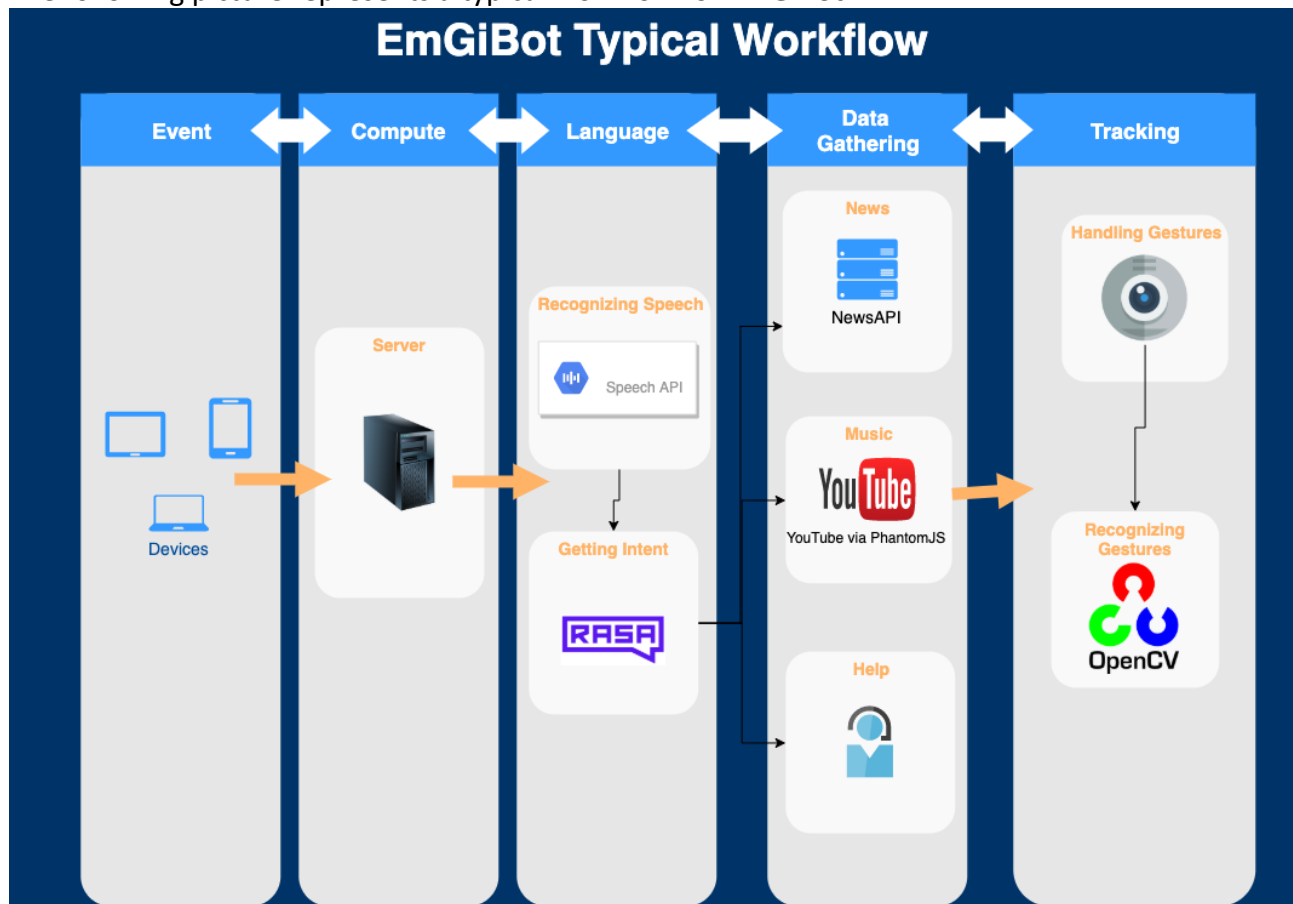 EmGiBot Typical Workflow
Event
Compute
Language
Data
Gathering
Tracking
Devices
Server
Recognizing Speech
Speech API
Getting Intent
RASA
News
NewsAPI
Music
YouTube
YouTube via PhantomJS
Help
Handling Gestures
Recognizing
Gestures
OpenCV